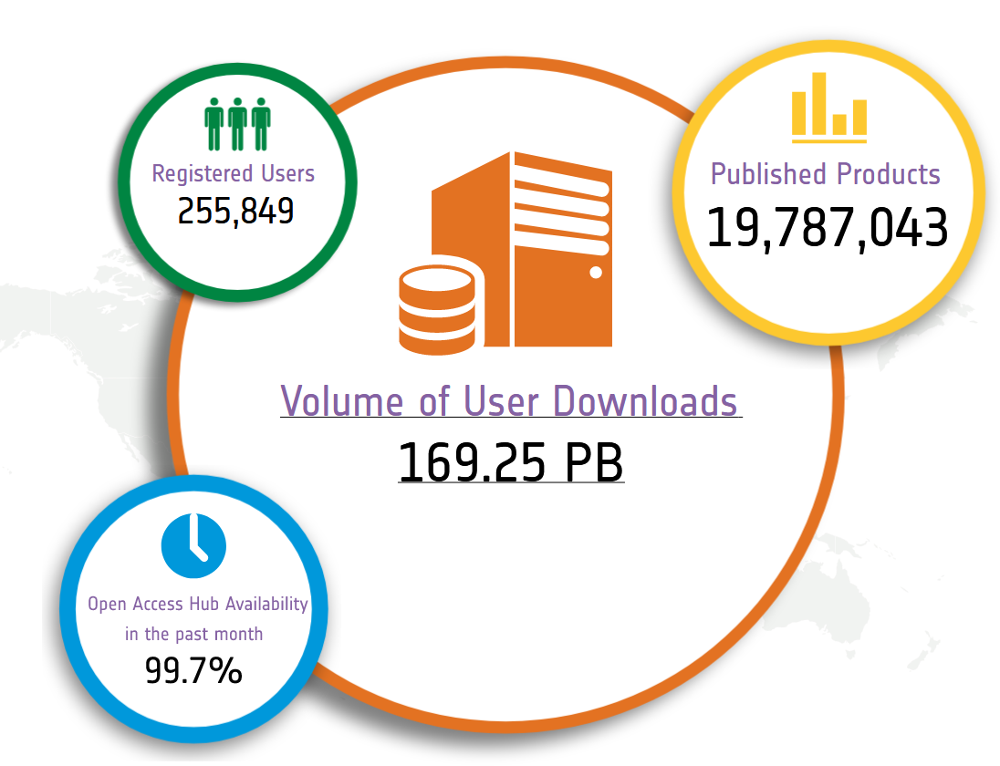 Registered Users
255,849
Published Products
19,787,043
Volume of User Downloads
169.25 PB
Open Access Hub Availability
in the past month
99.7%